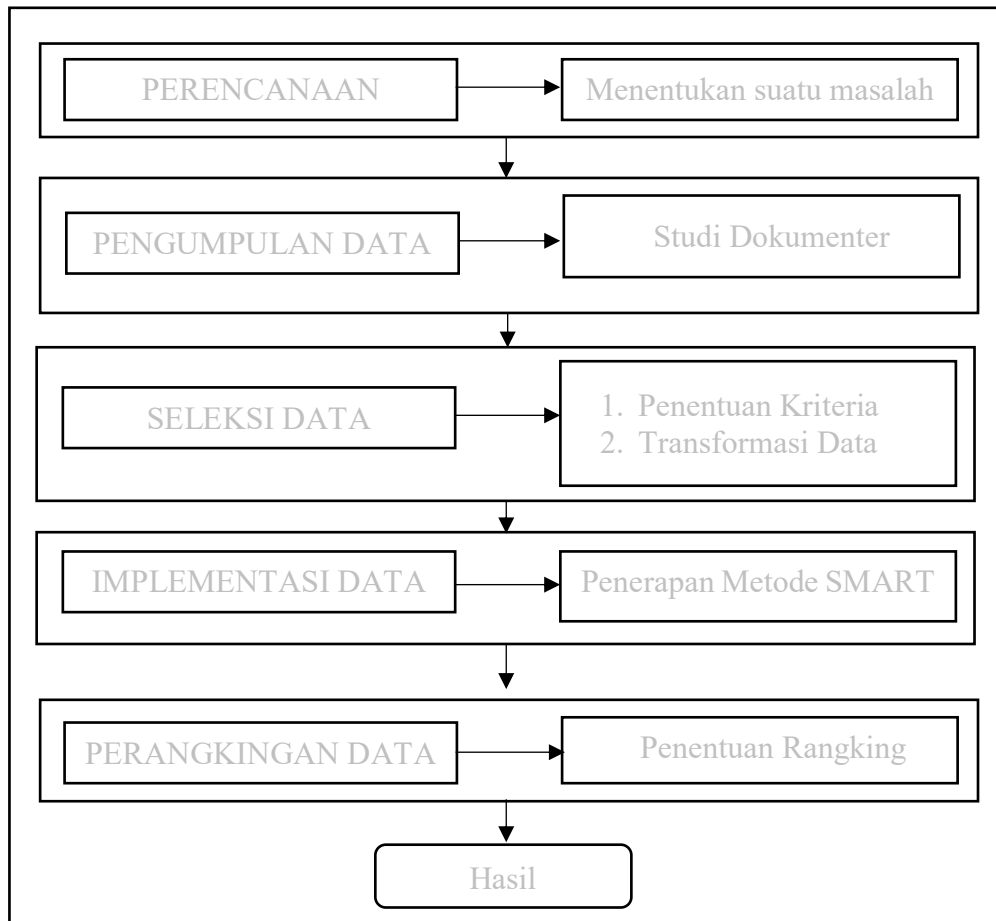 PERENCANAAN
Menentukan suatu masalah
PENGUMPULAN DATA
Studi Dokumenter
SELEKSI DATA
1. Penentuan Kriteria
2. Transformasi Data
IMPLEMENTASI DATA
Penerapan Metode SMART
PERANGKINGAN DATA
Penentuan Rangking
Hasil